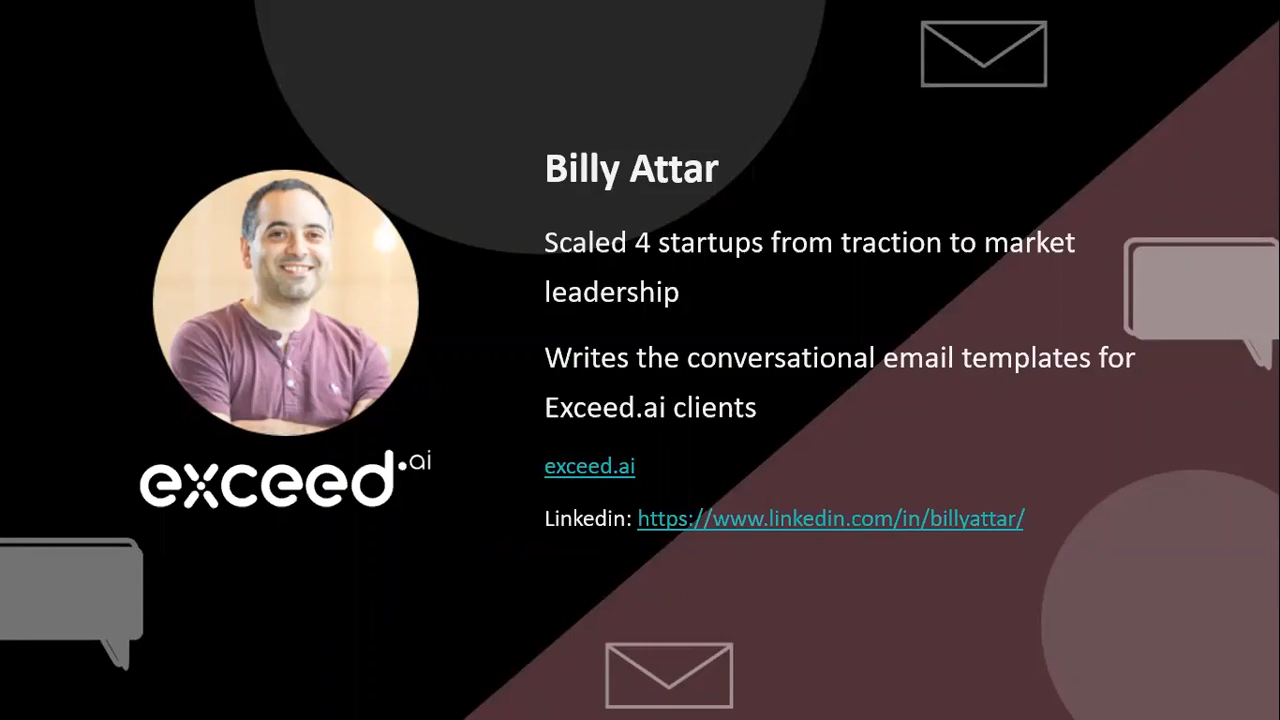 Billy Attar
Scaled 4 startups from traction to market
leadership
Writes the conversational email templates for
Exceed.ai clients
exceed.ai
exceed.ai
Linkedin: https://www.linkedin.com/in/billyattar/